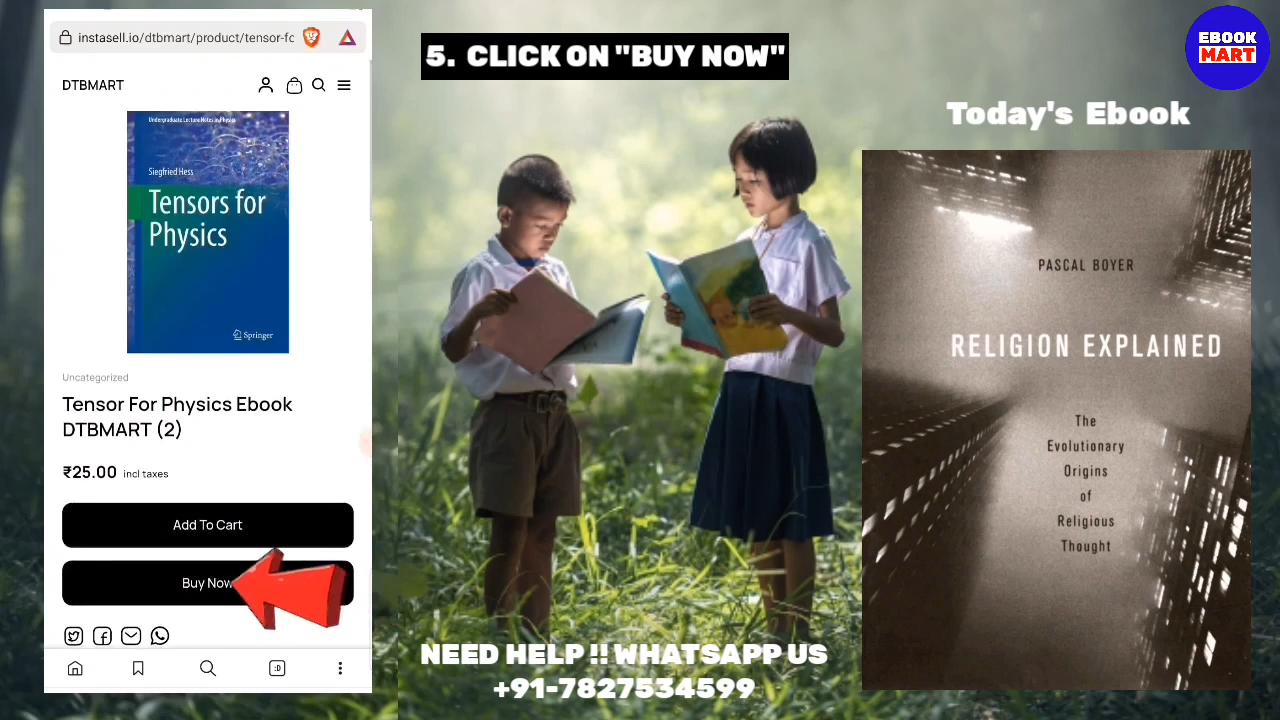 instasell.io/dtbmart/product/tensor-fo
DTBMART
Undergraduate Lecture Notes in Physics
Siegfried Hess
Tensors for
Physics
Springer
Uncategorized
Tensor For Physics Ebook
DTBMART (2)
₹25.00 incl taxes
Add To Cart
Buy Now
:D
5. CLICK ON "BUY NOW"
NEED HELP !! WHATSAPP US
+91-7827534599
EBOOK
MART
Today's Ebook
PASCAL BOYER
RELIGION EXPLAINED
The
Evolutionary
Origins
of
Religious
Thought